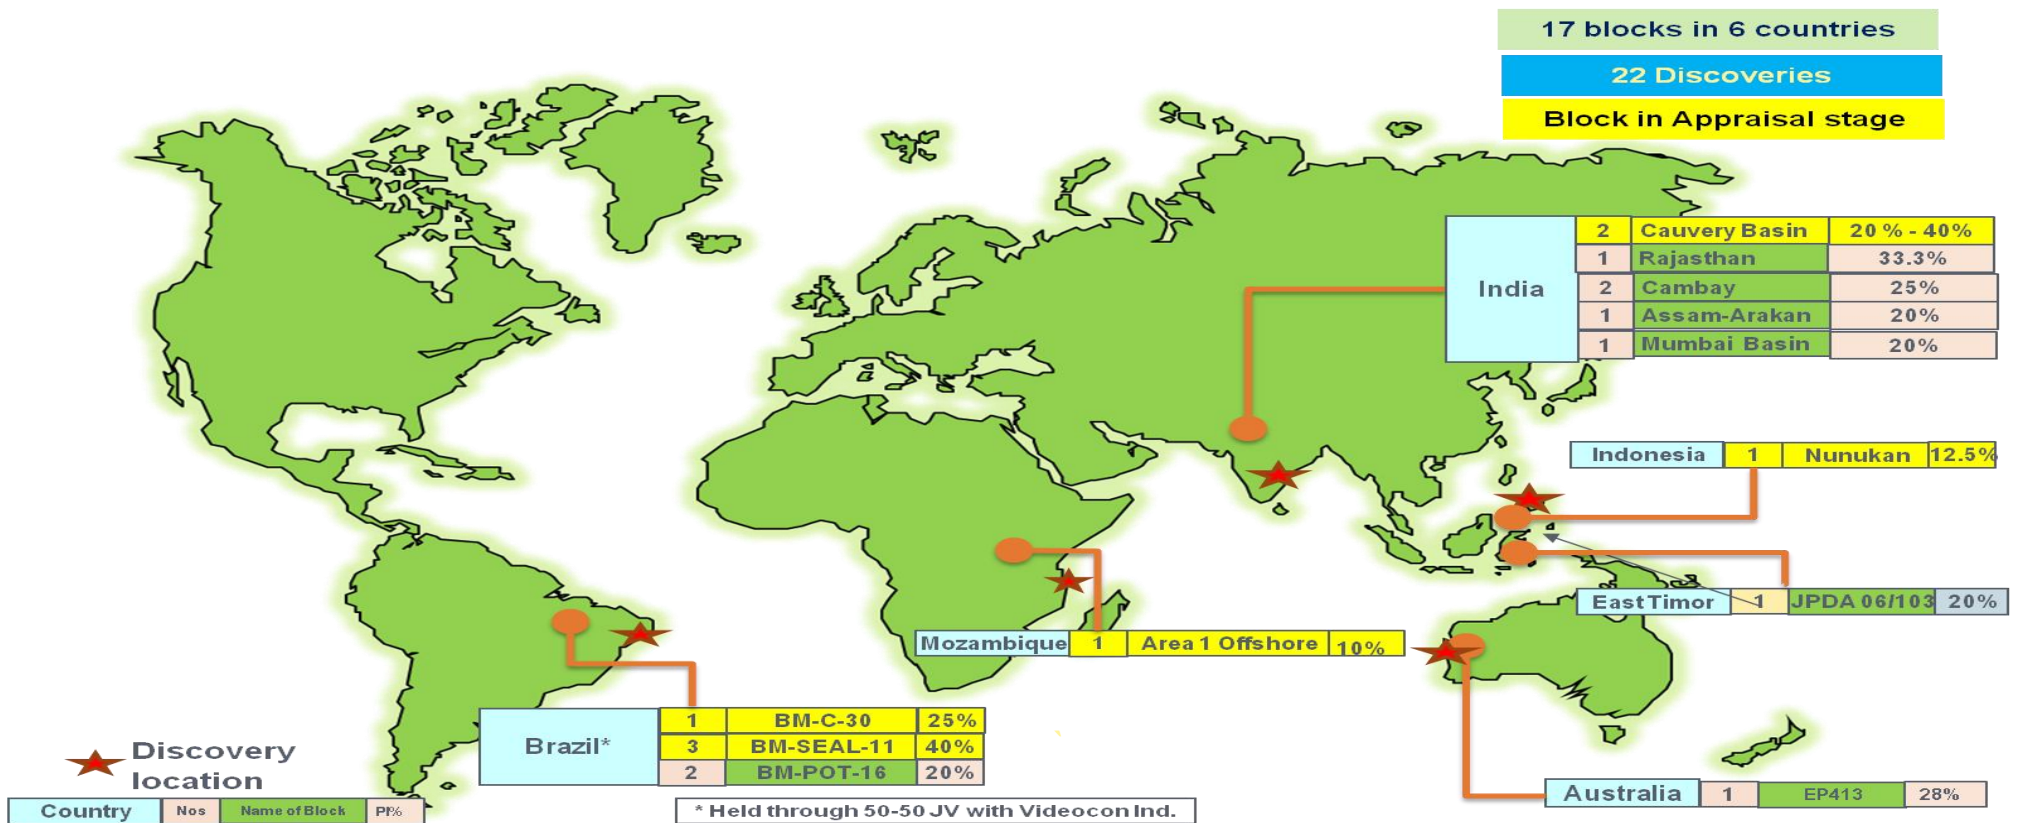 17 blocks in 6 countries
22 Discoveries
Block in Appraisal stage
India
2 Cauvery Basin 20 % - 40%
1 Rajasthan 33.3%
2 Cambay 25%
1 Assam-Arakan 20%
1 Mumbai Basin 20%
Indonesia 1 Nunukan 12.5%
East Timor 1 JPDA 06/103 20%
Mozambique 1 Area 1 Offshore 10%
Brazil*
1 BM-C-30 25%
3 BM-SEAL-11 40%
2 BM-POT-16 20%
Australia 1 EP413 28%
Discovery
location
Country Nos Name of Block PI%
* Held through 50-50 JV with Videocon Ind.